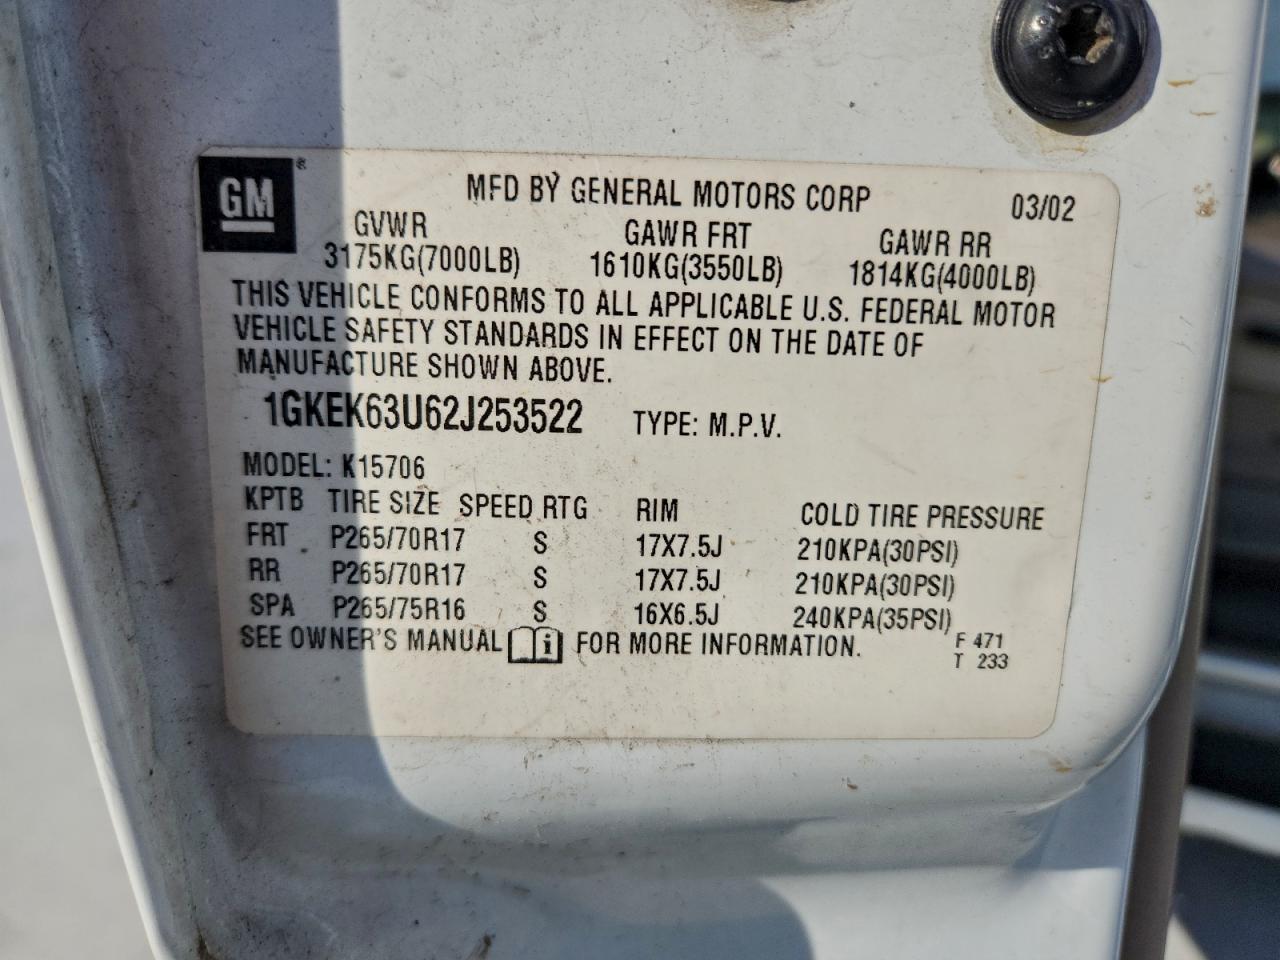 GM ®
MFD BY GENERAL MOTORS CORP 03/02
GVWR GAWR FRT GAWR RR
3175KG(7000LB) 1610KG(3550LB) 1814KG(4000LB)
THIS VEHICLE CONFORMS TO ALL APPLICABLE U.S. FEDERAL MOTOR
VEHICLE SAFETY STANDARDS IN EFFECT ON THE DATE OF
MANUFACTURE SHOWN ABOVE.
1GKEK63U62J253522 TYPE: M.P.V.
MODEL: K15706
KPTB TIRE SIZE SPEED RTG RIM COLD TIRE PRESSURE
FRT P265/70R17 S 17X7.5J 210KPA(30PSI)
RR P265/70R17 S 17X7.5J 210KPA(30PSI)
SPA P265/75R16 S 16X6.5J 240KPA(35PSI)
SEE OWNER'S MANUAL i FOR MORE INFORMATION.
F 471
T 233